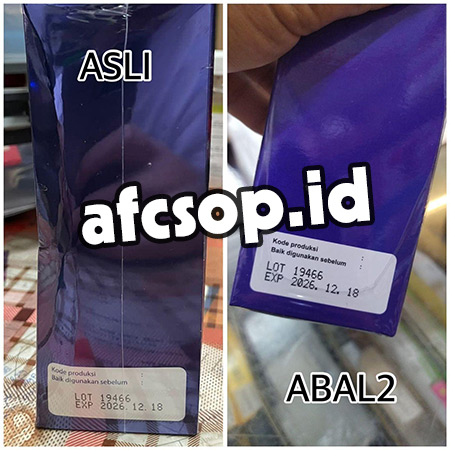 ASLI
afcsop.id
Kode produksi :
Baik digunakan sebelum :
LOT 19466
EXP 2026. 12. 18
Kode produksi :
Baik digunakan sebelum :
LOT 19466
EXP 2026. 12. 18
ABAL2